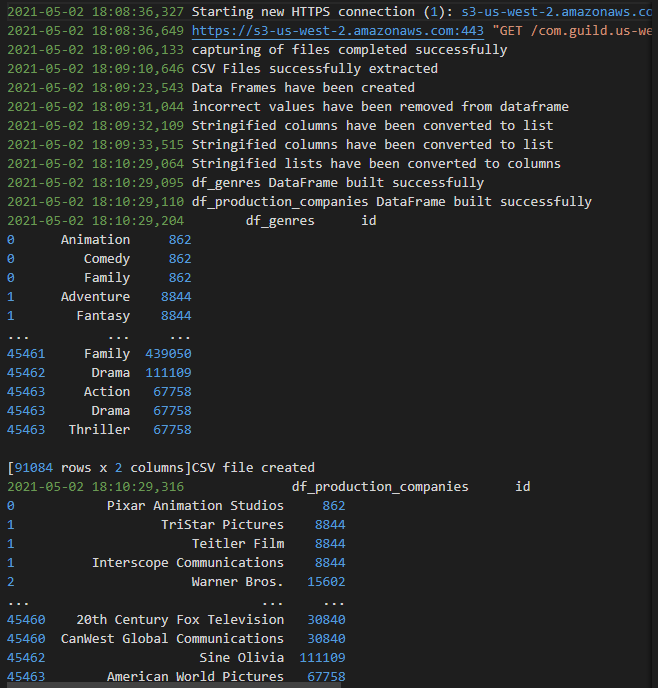 2021-05-02 18:08:36,327 Starting new HTTPS connection (1): s3-us-west-2.amazonaws.co
2021-05-02 18:08:36,649 https://s3-us-west-2.amazonaws.com:443 "GET /com.guild.us-we
2021-05-02 18:09:06,133 capturing of files completed successfully
2021-05-02 18:09:10,646 CSV Files successfully extracted
2021-05-02 18:09:23,543 Data Frames have been created
2021-05-02 18:09:31,044 incorrect values have been removed from dataframe
2021-05-02 18:09:32,109 Stringified columns have been converted to list
2021-05-02 18:09:33,515 Stringified columns have been converted to list
2021-05-02 18:10:29,064 Stringified lists have been converted to columns
2021-05-02 18:10:29,095 df_genres DataFrame built successfully
2021-05-02 18:10:29,110 df_production_companies DataFrame built successfully
2021-05-02 18:10:29,204        df_genres      id
0      Animation     862
0         Comedy     862
0         Family     862
1      Adventure    8844
1        Fantasy    8844
...          ...     ...
45461     Family  439050
45462      Drama  111109
45463     Action   67758
45463      Drama   67758
45463   Thriller   67758
[91084 rows x 2 columns]CSV file created
2021-05-02 18:10:29,316              df_production_companies      id
0            Pixar Animation Studios     862
1                   TriStar Pictures    8844
1                       Teitler Film    8844
1          Interscope Communications    8844
2                       Warner Bros.   15602
...                              ...     ...
45460    20th Century Fox Television   30840
45460  CanWest Global Communications   30840
45462                    Sine Olivia  111109
45463        American World Pictures   67758